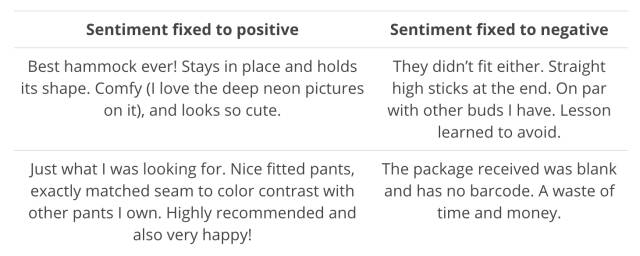 Sentiment fixed to positive
Sentiment fixed to negative
Best hammock ever! Stays in place and holds
its shape. Comfy (I love the deep neon pictures
on it), and looks so cute.
They didn’t fit either. Straight
high sticks at the end. On par
with other buds I have. Lesson
learned to avoid.
Just what I was looking for. Nice fitted pants,
exactly matched seam to color contrast with
other pants I own. Highly recommended and
also very happy!
The package received was blank
and has no barcode. A waste of
time and money.